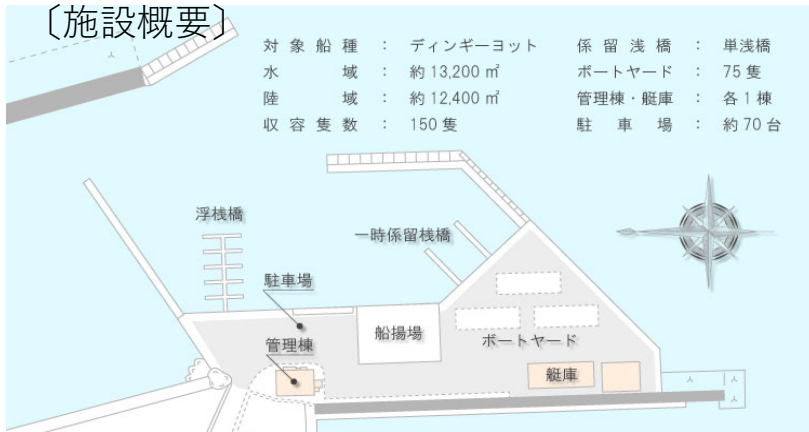 〔施設概要〕
対象船種：ディンギーヨット
水域：約13,200㎡
陸域：約12,400㎡
収容隻数：150隻
係留浅橋：単浅橋
ボートヤード：75隻
管理棟・艇庫：各1棟
駐車場：約70台
浮桟橋
一時係留桟橋
駐車場
船揚場
管理棟
ボートヤード
艇庫